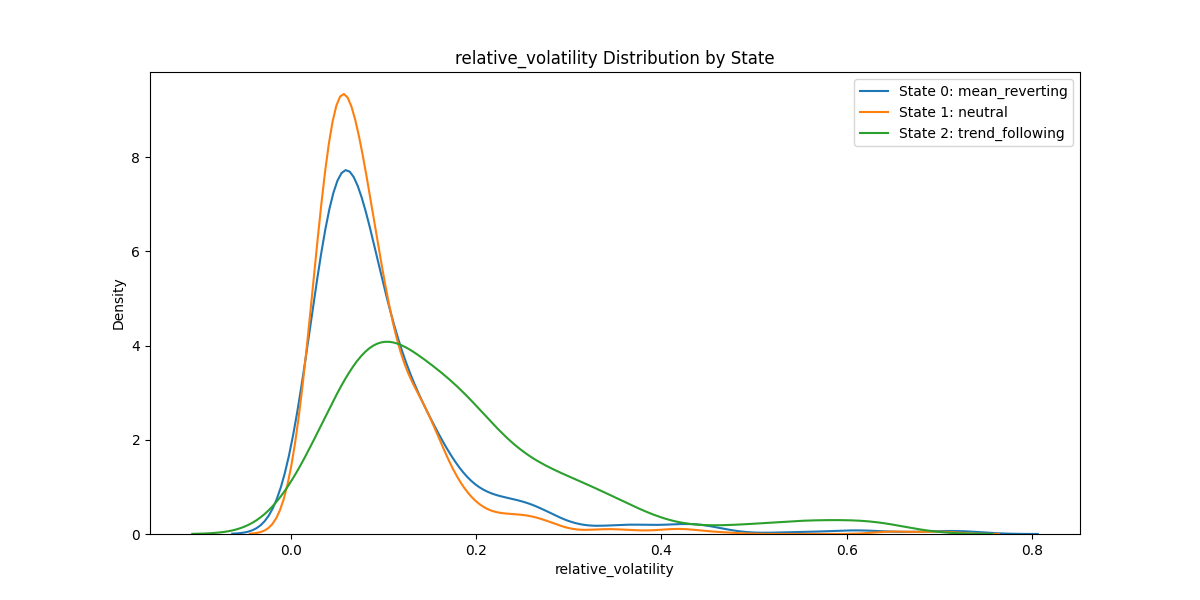 relative_volatility Distribution by State
State 0: mean_reverting
State 1: neutral
State 2: trend_following
Density
8
6
4
2
0
0.0 0.2 0.4 0.6 0.8
relative_volatility